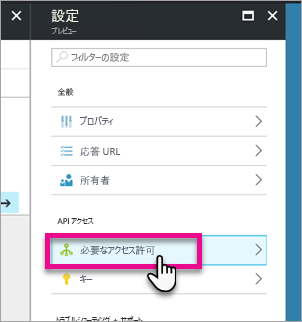 設定
プレビュー
フィルターの設定
全般
プロパティ
応答 URL
所有者
API アクセス
必要なアクセス許可
キー
トラブルシューティング + サポート